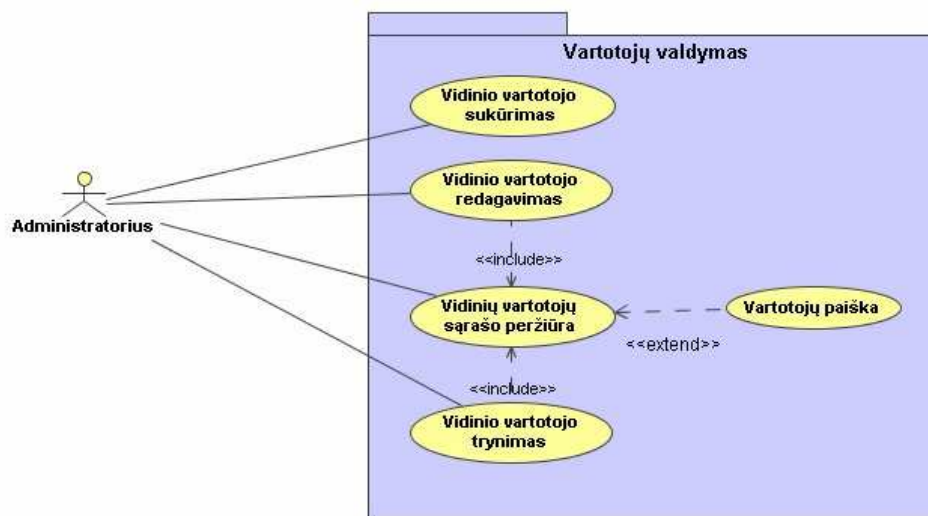 Vartotojų valdymas
Vidinio vartotojo
sukūrimas
Vidinio vartotojo
redagavimas
Administratorius
<<include>>
Vidinių vartotojų
sąrašo peržiūra
Vartotojų paiška
<<extend>>
<<include>>
Vidinio vartotojo
trynimas